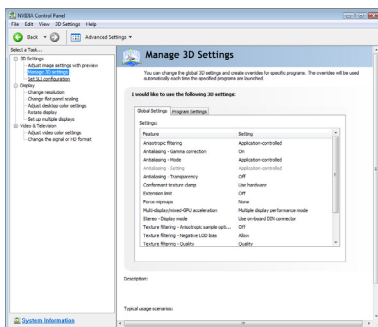 NVIDIA Control Panel
File Edit View 3D Settings Help
Back Advanced Settings
Select a Task...
3D Settings
Adjust image settings with preview
Manage 3D settings
Set SLI configuration
Display
Change resolution
Change flat panel scaling
Adjust desktop color settings
Rotate display
Set up multiple displays
Video & Television
Adjust video color settings
Change the signal or HD format
System Information
Manage 3D Settings
You can change the global 3D settings and create overrides for specific programs. The overrides will be used
automatically each time the specified programs are launched.
I would like to use the following 3D settings:
Global Settings Program Settings
Settings:
Feature Setting
Anisotropic filtering Application-controlled
Antialiasing - Gamma correction On
Antialiasing - Mode Application-controlled
Antialiasing - Setting Application-controlled
Antialiasing - Transparency Off
Conformant texture clamp Use hardware
Extension limit Off
Force mipmaps None
Multi-display/mixed-GPU acceleration Multiple display performance mode
Stereo - Display mode Use on-board DIN connector
Texture filtering - Anisotropic sample opti... Off
Texture filtering - Negative LOD bias Allow
Texture filtering - Quality Quality
Description:
Typical usage scenarios: